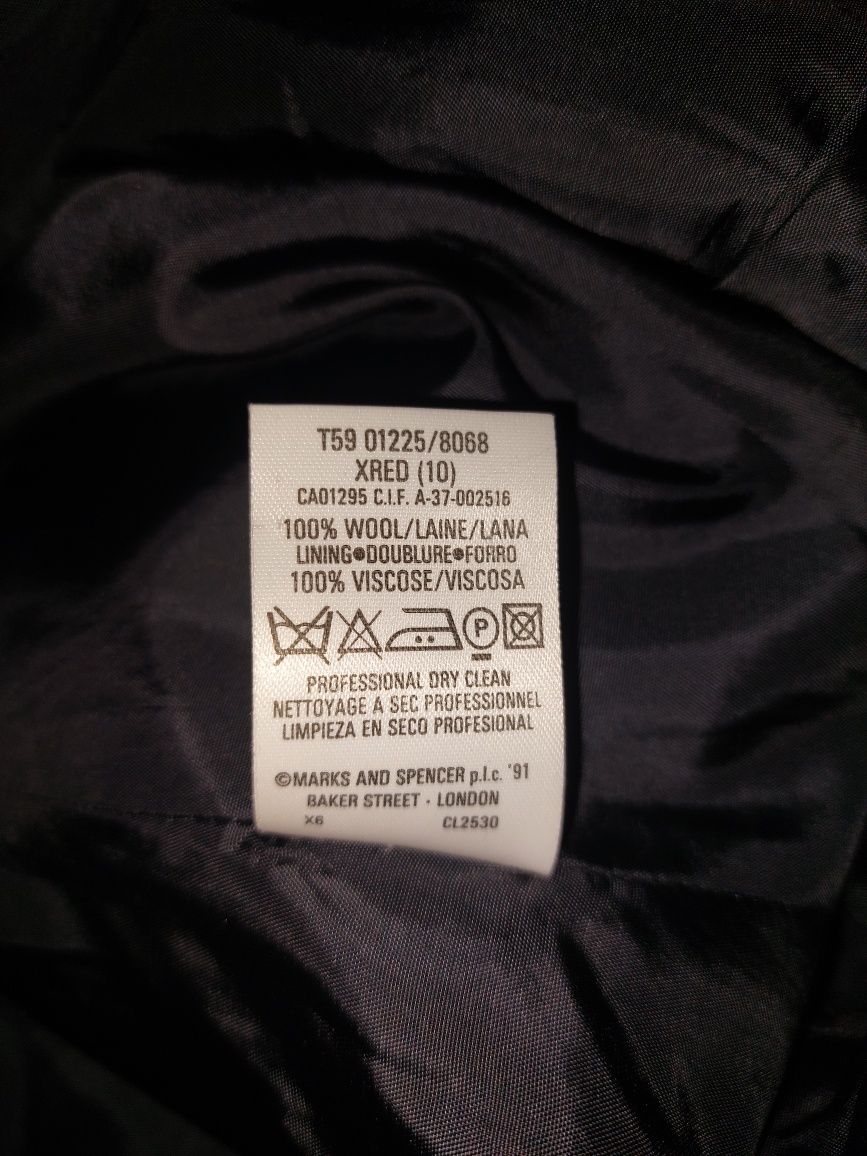 T59 01225/8068
XRED (10)
CA01295 C.I.F. A-37-002516
100% WOOL/LAINE/LANA
LINING●DOUBLURE●FORRO
100% VISCOSE/VISCOSA
P
PROFESSIONAL DRY CLEAN
NETTOYAGE A SEC PROFESSIONNEL
LIMPIEZA EN SECO PROFESIONAL
©MARKS AND SPENCER p.l.c. '91
BAKER STREET · LONDON
X6 CL2530